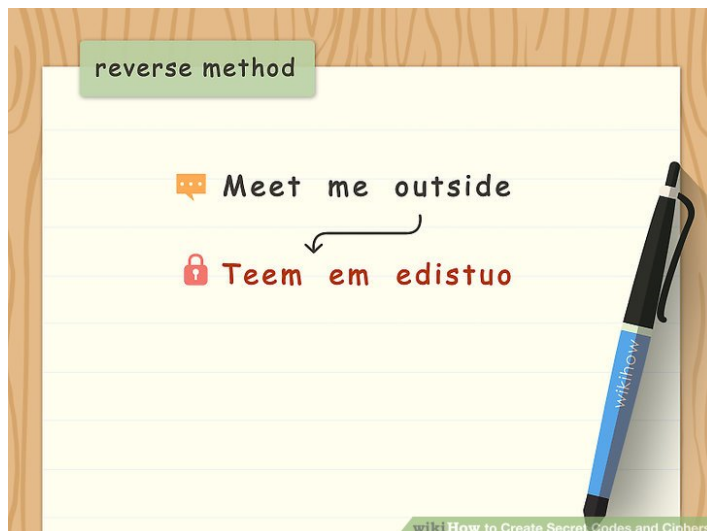 reverse method
Meet me outside
Teem em edistuo
wikihow
wikiHow to Create Secret Codes and Ciphers